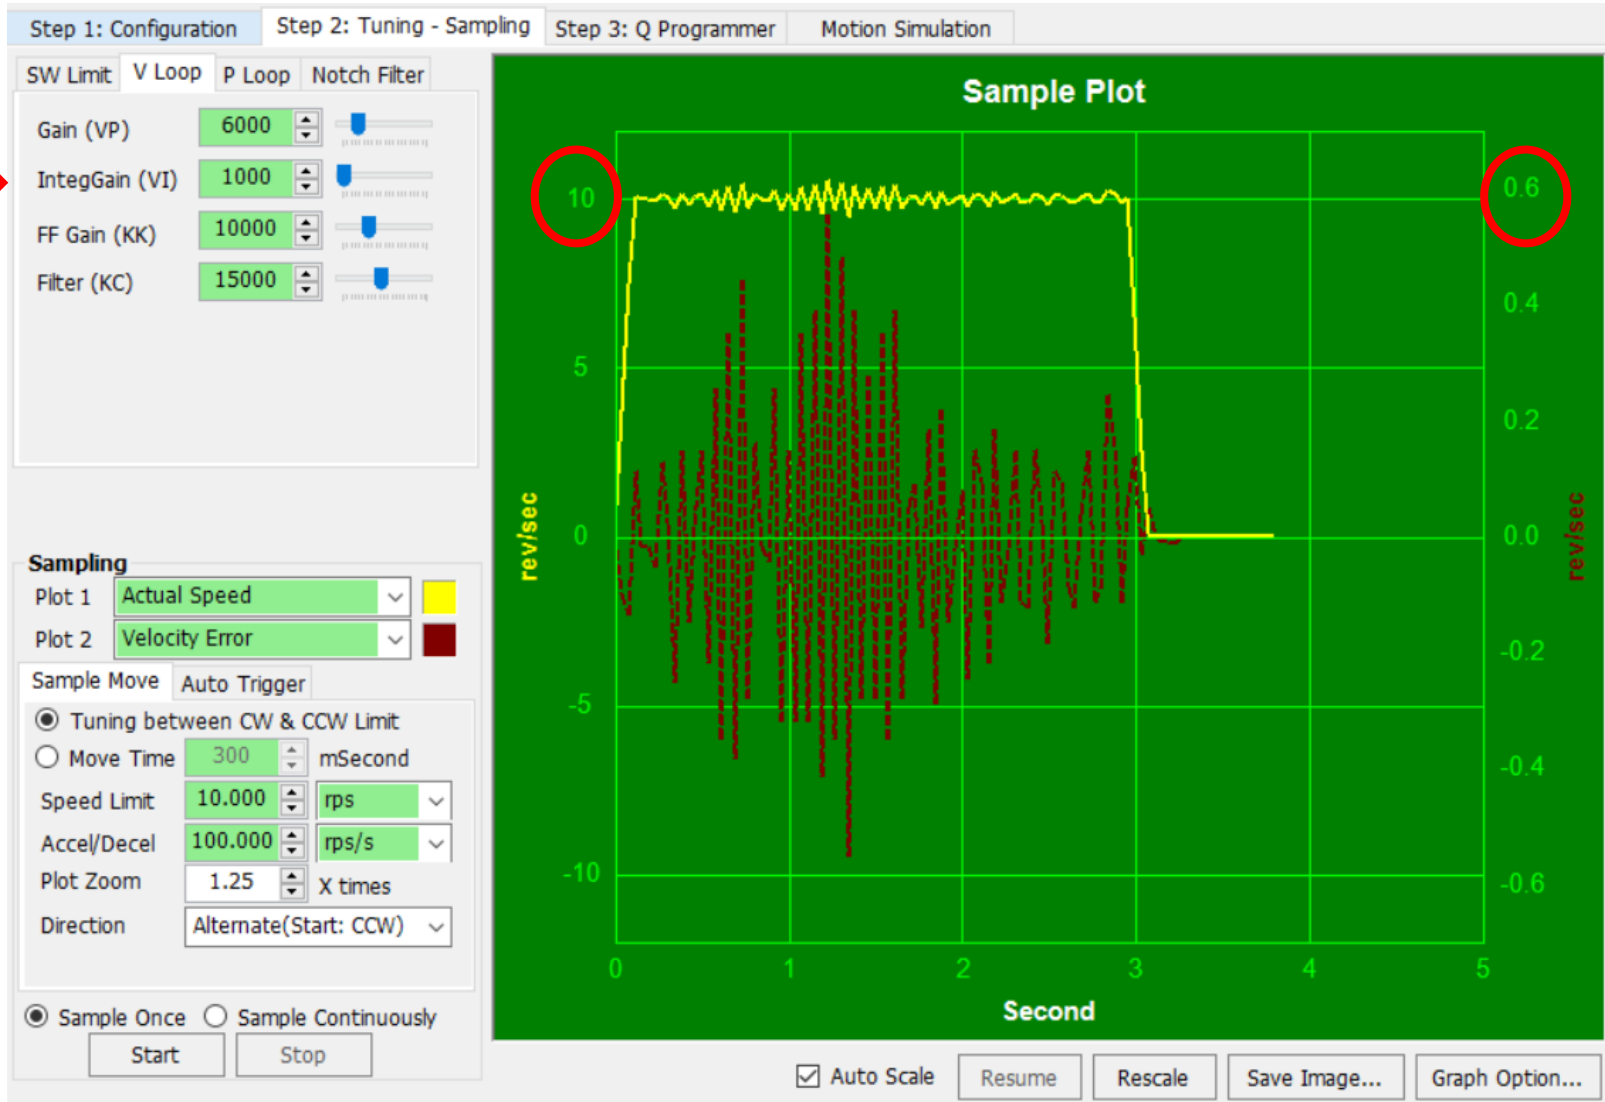 Step 1: Configuration Step 2: Tuning - Sampling Step 3: Q Programmer Motion Simulation
SW Limit V Loop P Loop Notch Filter
Gain (VP) 6000
IntegGain (VI) 1000
FF Gain (KK) 10000
Filter (KC) 15000
Sampling
Plot 1 Actual Speed
Plot 2 Velocity Error
Sample Move Auto Trigger
Tuning between CW & CCW Limit
Move Time 300 mSecond
Speed Limit 10.000 rps
Accel/Decel 100.000 rps/s
Plot Zoom 1.25 X times
Direction Alternate(Start: CCW)
Sample Once Sample Continuously
Start Stop
Sample Plot
10
5
0
-5
-10
rev/sec
0.6
0.4
0.2
0.0
-0.2
-0.4
-0.6
rev/sec
0 1 2 3 4 5
Second
Auto Scale Resume Rescale Save Image... Graph Option...